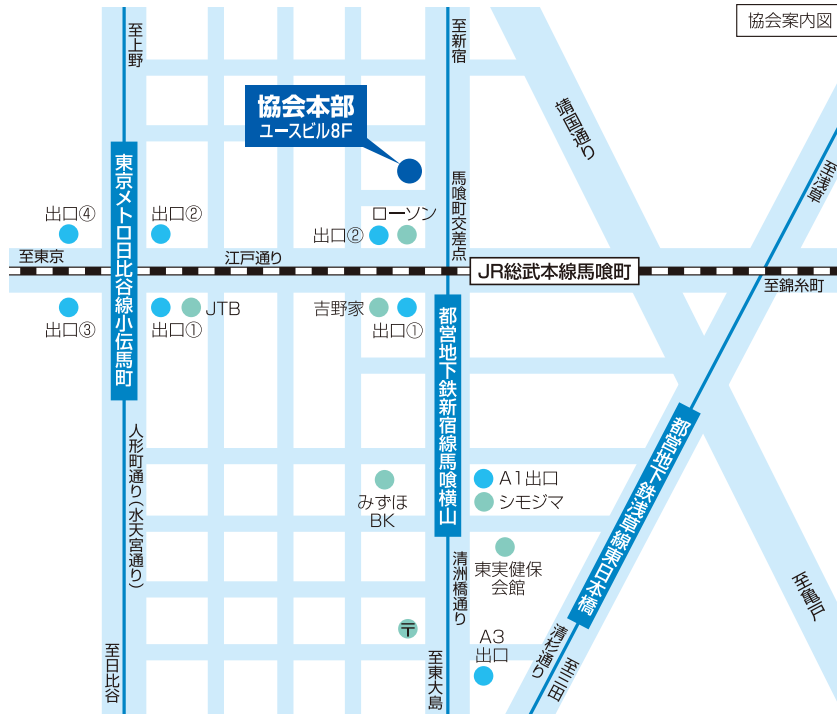 協会案内図
至上野
至新宿
協会本部
ユースビル8F
靖国通り
至浅草
東京メトロ日比谷線小伝馬町
馬喰町交差点
出口④
出口②
出口②
ローソン
至東京
江戸通り
JR総武本線馬喰町
至錦糸町
出口③
出口①
JTB
吉野家
出口①
都営地下鉄新宿線馬喰横山
都営地下鉄浅草線東日本橋
人形町通り(水天宮通り)
みずほ
BK
A1出口
シモジマ
東実健保
会館
清洲橋通り
至亀戸
〒
A3
出口
清杉通り
至三田
至日比谷
至東大島